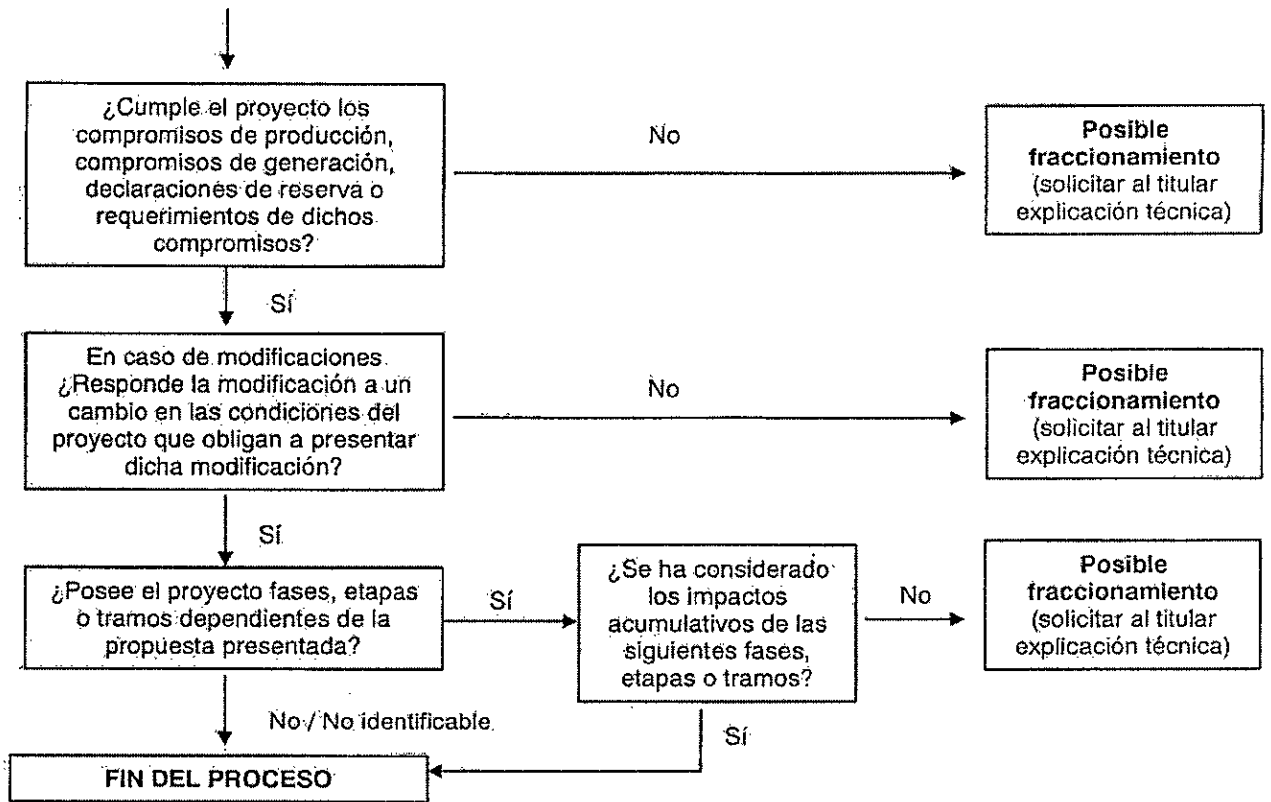 ¿Cumple el proyecto los
compromisos de producción,
compromisos de generación,
declaraciones de reserva o
requerimientos de dichos
compromisos?
No
Posible
fraccionamiento
(solicitar al titular
explicación técnica)
Sí
En caso de modificaciones
¿Responde la modificación a un
cambio en las condiciones del
proyecto que obligan a presentar
dicha modificación?
No
Posible
fraccionamiento
(solicitar al titular
explicación técnica)
Sí
¿Posee el proyecto fases, etapas
o tramos dependientes de la
propuesta presentada?
Sí
¿Se ha considerado
los impactos
acumulativos de las
siguientes fases,
etapas o tramos?
No
Posible
fraccionamiento
(solicitar al titular
explicación técnica)
No / No identificable
Sí
FIN DEL PROCESO